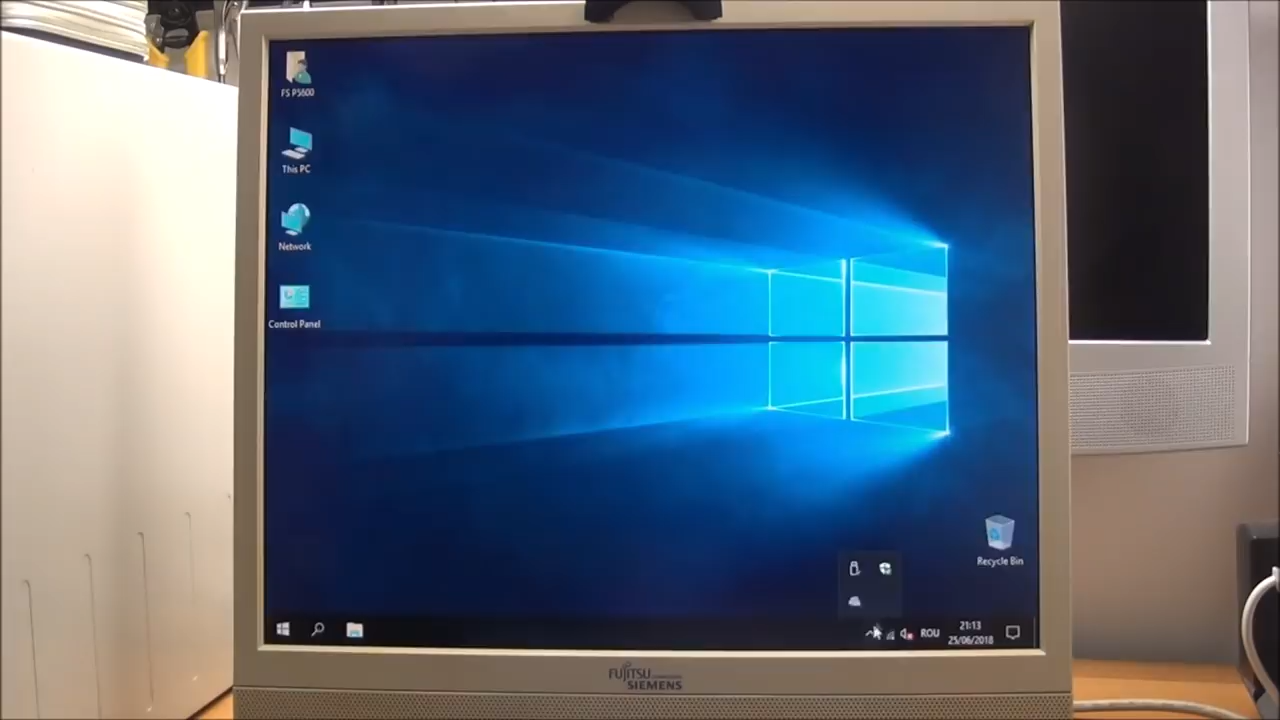 FS P5600
This PC
Network
Control Panel
Recycle Bin
ROU
21:13
25/06/2018
FUJITSU
SIEMENS